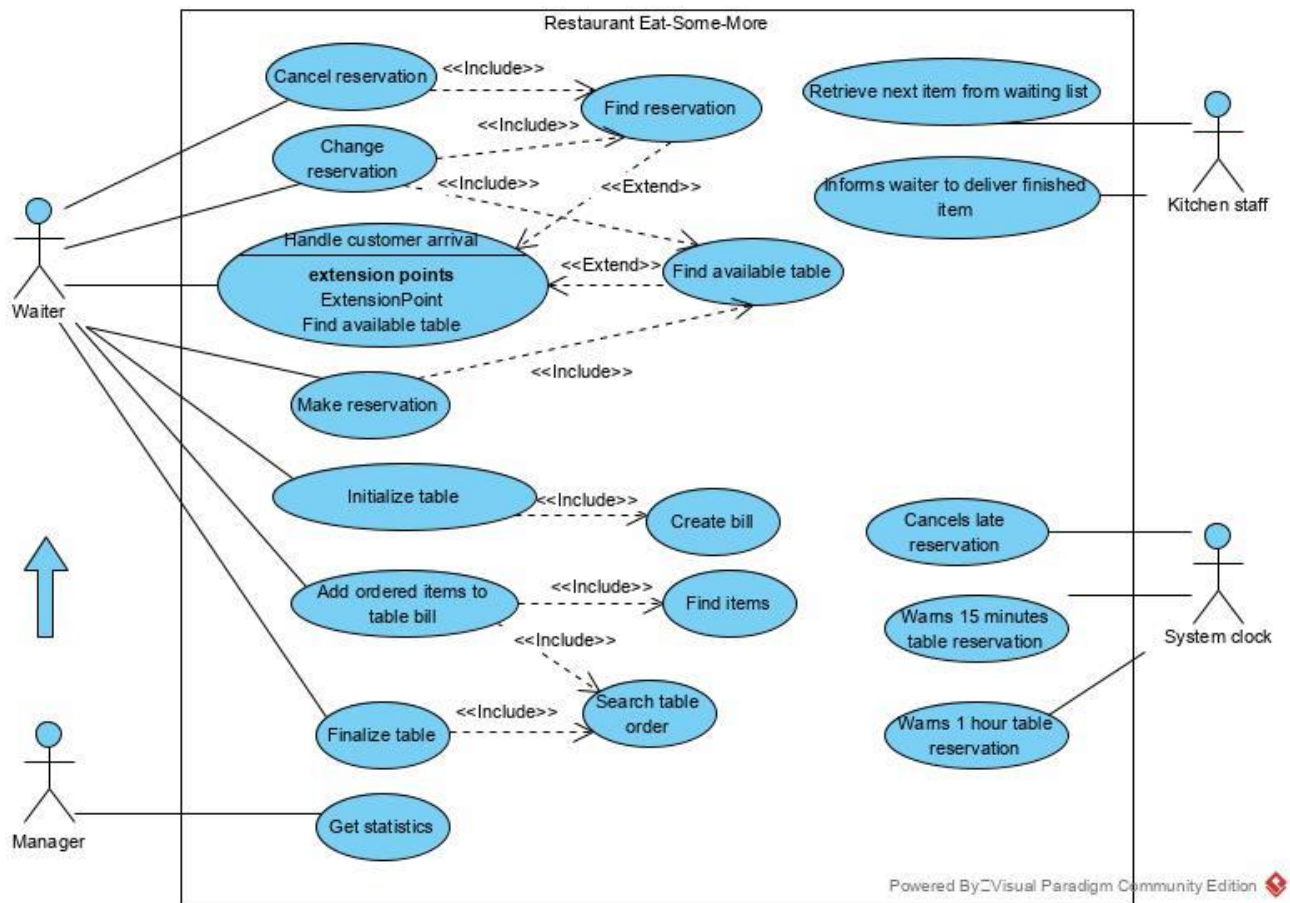 Restaurant Eat-Some-More
Cancel reservation
<<Include>>
Find reservation
Retrieve next item from waiting list
<<Include>>
Change
reservation
<<Include>>
<<Extend>>
Informs waiter to deliver finished
item
Kitchen staff
Handle customer arrival
extension points
ExtensionPoint
Find available table
<<Extend>>
Find available table
Waiter
<<Include>>
Make reservation
Initialize table
<<Include>>
Create bill
Cancels late
reservation
Add ordered items to
table bill
<<Include>>
Find items
<<Include>>
Warns 15 minutes
table reservation
System clock
Search table
order
<<Include>>
Finalize table
Warns 1 hour table
reservation
Get statistics
Manager
Powered By Visual Paradigm Community Edition